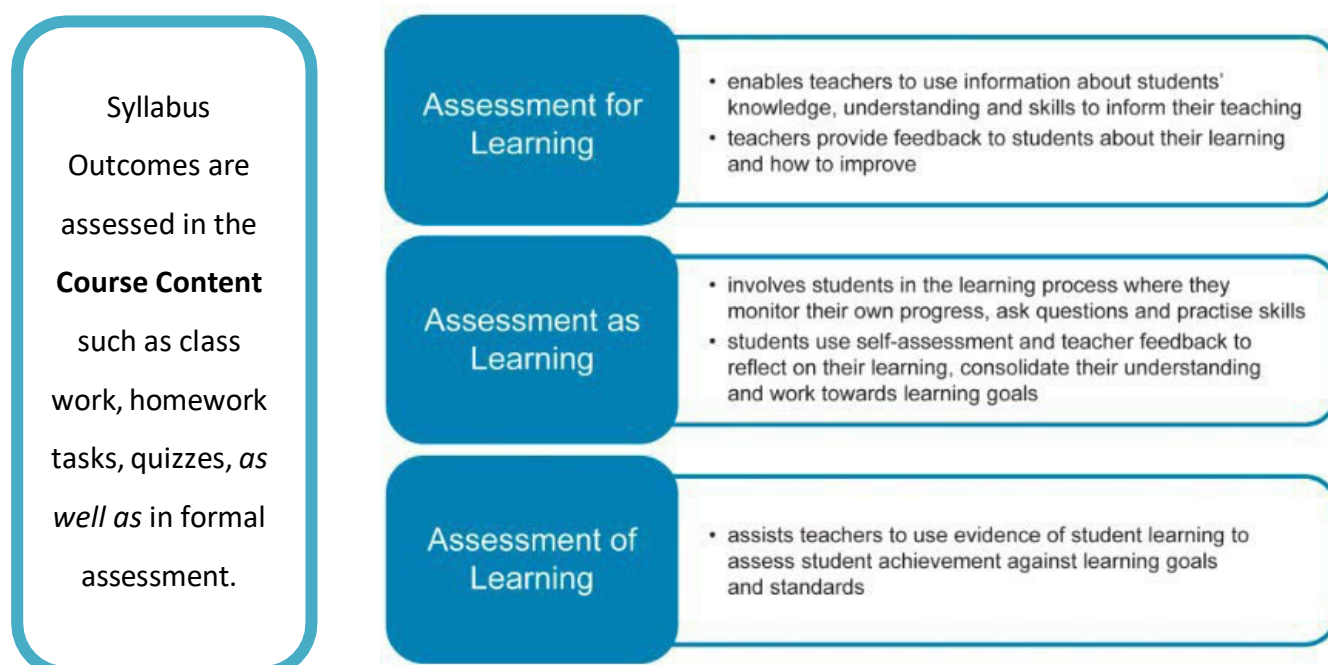 Syllabus
Outcomes are
assessed in the
Course Content
such as class
work, homework
tasks, quizzes, as
well as in formal
assessment.
Assessment for
Learning
• enables teachers to use information about students'
knowledge, understanding and skills to inform their teaching
• teachers provide feedback to students about their learning
and how to improve
Assessment as
Learning
• involves students in the learning process where they
monitor their own progress, ask questions and practise skills
• students use self-assessment and teacher feedback to
reflect on their learning, consolidate their understanding
and work towards learning goals
Assessment of
Learning
• assists teachers to use evidence of student learning to
assess student achievement against learning goals
and standards